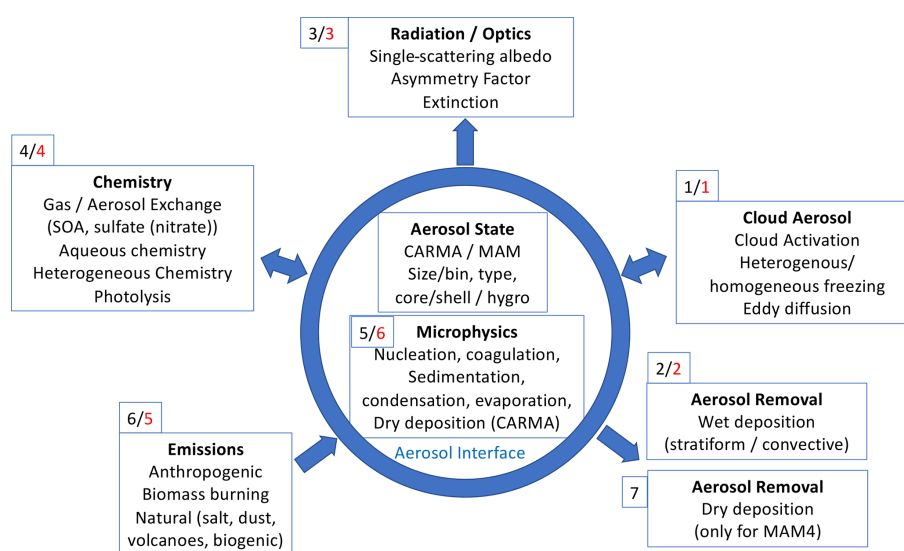 3/3
Radiation / Optics
Single-scattering albedo
Asymmetry Factor
Extinction
4/4
Chemistry
Gas / Aerosol Exchange
(SOA, sulfate (nitrate))
Aqueous chemistry
Heterogeneous Chemistry
Photolysis
1/1
Cloud Aerosol
Cloud Activation
Heterogenous/
homogeneous freezing
Eddy diffusion
Aerosol State
CARMA / MAM
Size/bin, type,
core/shell / hygro
5/6
Microphysics
Nucleation, coagulation,
Sedimentation,
condensation, evaporation,
Dry deposition (CARMA)
Aerosol Interface
2/2
Aerosol Removal
Wet deposition
(stratiform / convective)
6/5
Emissions
Anthropogenic
Biomass burning
Natural (salt, dust,
volcanoes, biogenic)
7
Aerosol Removal
Dry deposition
(only for MAM4)